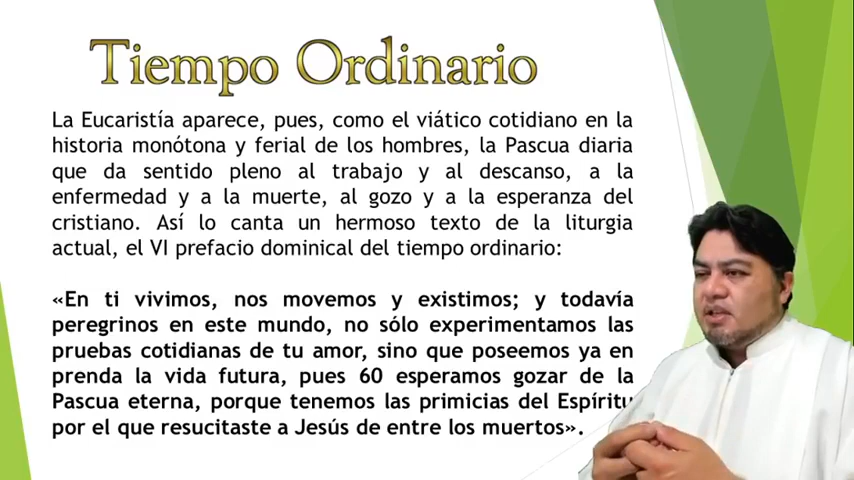 Tiempo Ordinario
La Eucaristía aparece, pues, como el viático cotidiano en la
historia monótona y ferial de los hombres, la Pascua diaria
que da sentido pleno al trabajo y al descanso, a la
enfermedad y a la muerte, al gozo y a la esperanza del
cristiano. Así lo canta un hermoso texto de la liturgia
actual, el VI prefacio dominical del tiempo ordinario:
«En ti vivimos, nos movemos y existimos; y todavía
peregrinos en este mundo, no sólo experimentamos las
pruebas cotidianas de tu amor, sino que poseemos ya en
prenda la vida futura, pues 60 esperamos gozar de la
Pascua eterna, porque tenemos las primicias del Espíritu
por el que resucitaste a Jesús de entre los muertos».